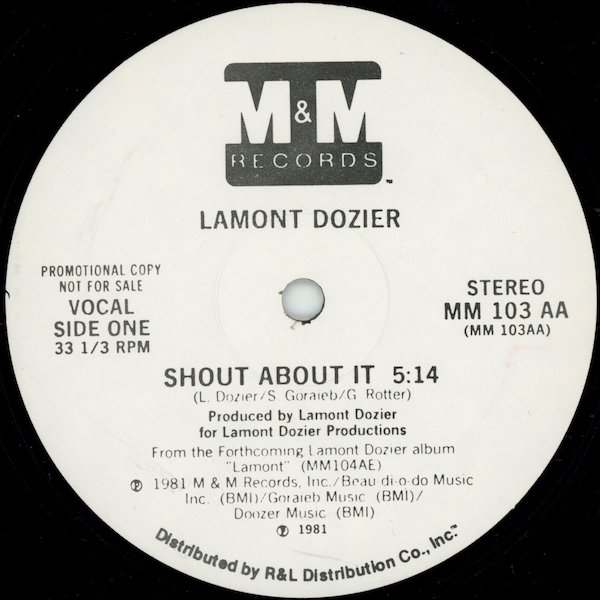 M&M
RECORDS™
LAMONT DOZIER
PROMOTIONAL COPY
NOT FOR SALE
VOCAL
SIDE ONE
33 1/3 RPM
STEREO
MM 103 AA
(MM 103AA)
SHOUT ABOUT IT 5:14
(L. Dozier/S. Goraieb/G. Rotter)
Produced by Lamont Dozier
for Lamont Dozier Productions
From the Forthcoming Lamont Dozier album
"Lamont" (MM104AE)
℗ 1981 M & M Records, Inc./Beau-di-o-do Music
Inc. (BMI)/Goraieb Music (BMI)/
Doozer Music (BMI)
℗ 1981
Distributed by R&L Distribution Co., Inc.™